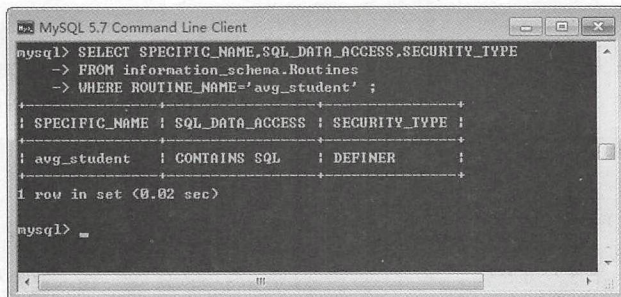 MySQL 5.7 Command Line Client
mysql> SELECT SPECIFIC_NAME,SQL_DATA_ACCESS,SECURITY_TYPE
    -> FROM information_schema.Routines
    -> WHERE ROUTINE_NAME='avg_student' ;
+---------------+-----------------+---------------+
| SPECIFIC_NAME | SQL_DATA_ACCESS | SECURITY_TYPE |
+---------------+-----------------+---------------+
| avg_student   | CONTAINS SQL    | DEFINER       |
+---------------+-----------------+---------------+
1 row in set (0.02 sec)
mysql>